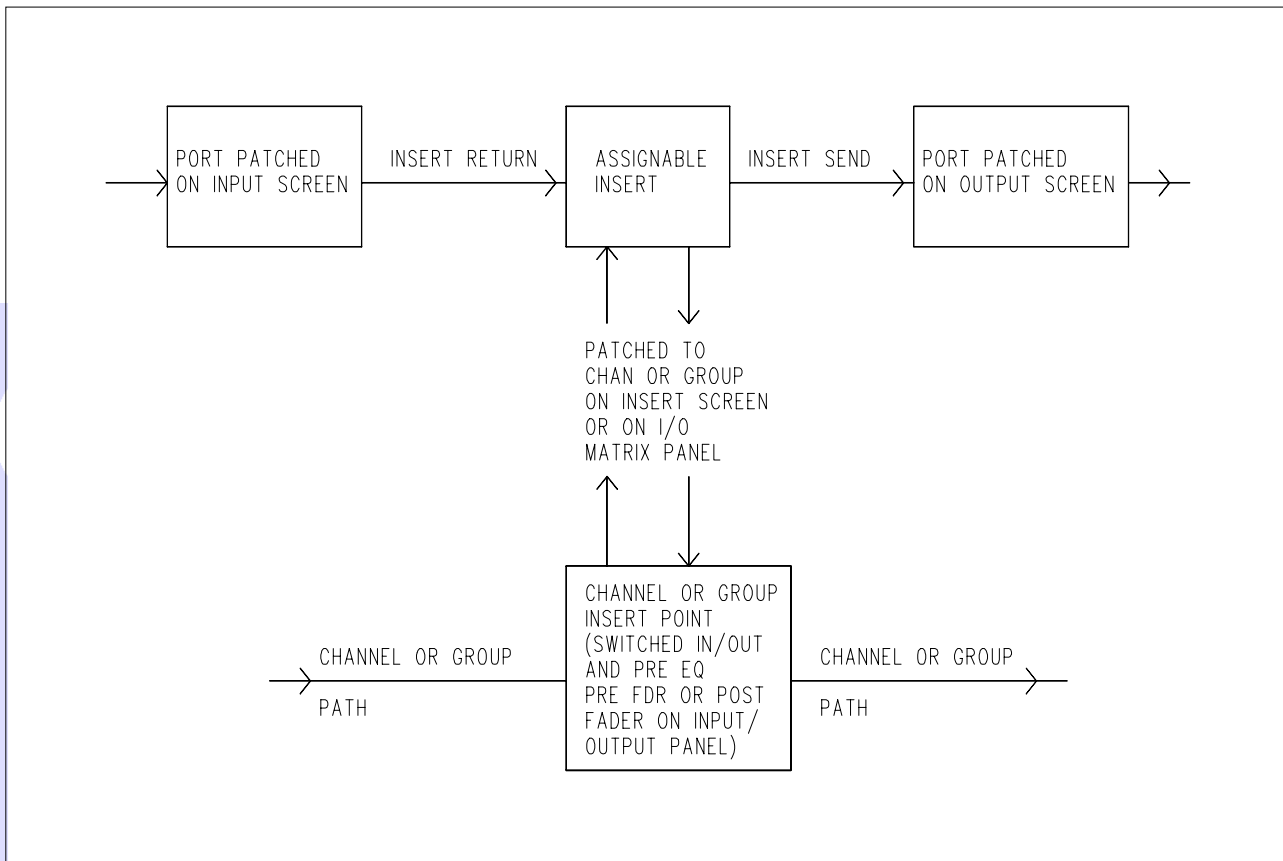 PORT PATCHED
ON INPUT SCREEN
INSERT RETURN
ASSIGNABLE
INSERT
INSERT SEND
PORT PATCHED
ON OUTPUT SCREEN
PATCHED TO
CHAN OR GROUP
ON INSERT SCREEN
OR ON I/O
MATRIX PANEL
CHANNEL OR GROUP
PATH
CHANNEL OR GROUP
INSERT POINT
(SWITCHED IN/OUT
AND PRE EQ
PRE FDR OR POST
FADER ON INPUT/
OUTPUT PANEL)
CHANNEL OR GROUP
PATH